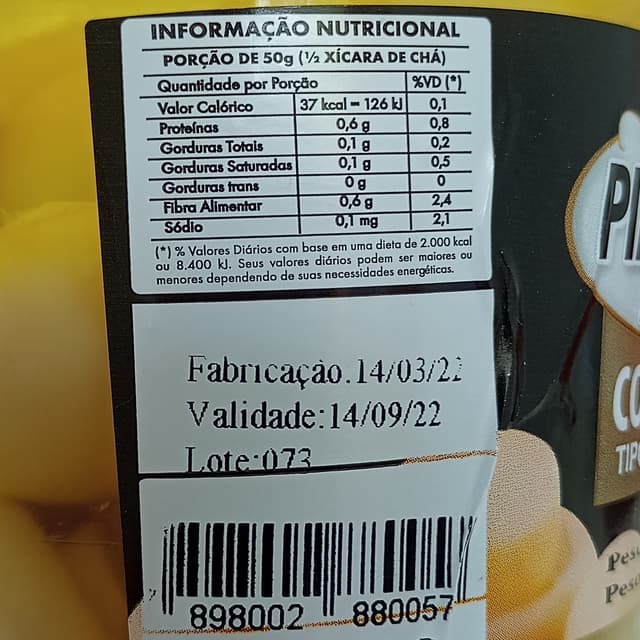 INFORMAÇÃO NUTRICIONAL
PORÇÃO DE 50g (½ XÍCARA DE CHÁ)
Quantidade por Porção %VD (*)
Valor Calórico 37 kcal = 126 kJ 0,1
Proteínas 0,6 g 0,8
Gorduras Totais 0,1 g 0,2
Gorduras Saturadas 0,1 g 0,5
Gorduras trans 0 g 0
Fibra Alimentar 0,6 g 2,4
Sódio 0,1 mg 2,1
(*) % Valores Diários com base em uma dieta de 2.000 kcal
ou 8.400 kJ. Seus valores diários podem ser maiores ou
menores dependendo de suas necessidades energéticas.
Fabricação.14/03/22
Validade:14/09/22
Lote:073
898002 880057